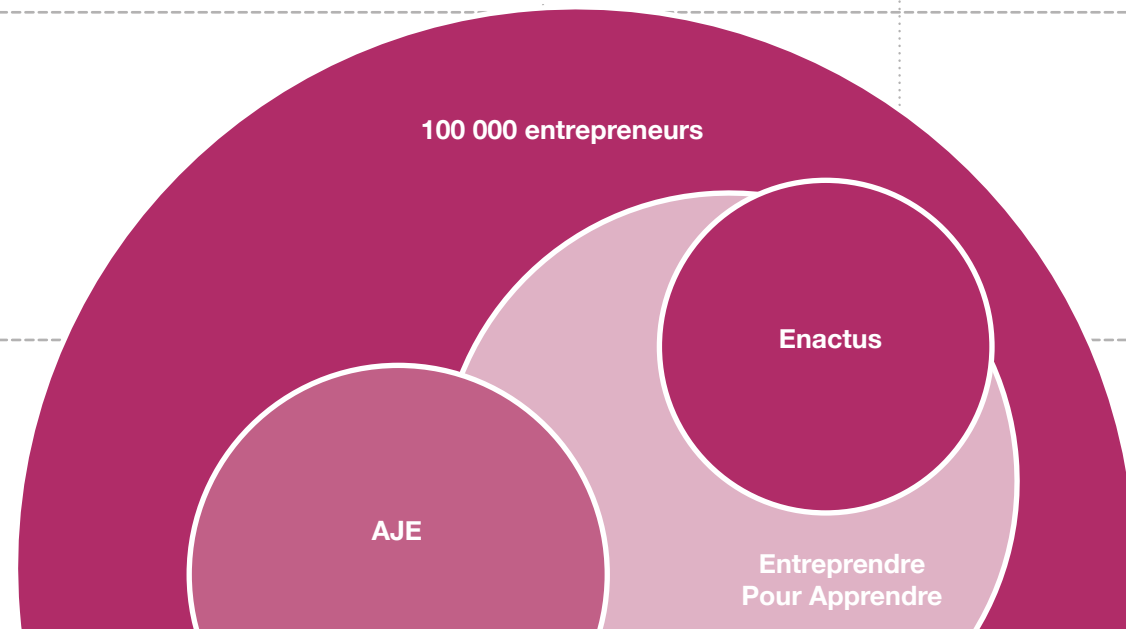 100 000 entrepreneurs
Enactus
AJE
Entreprendre
Pour Apprendre